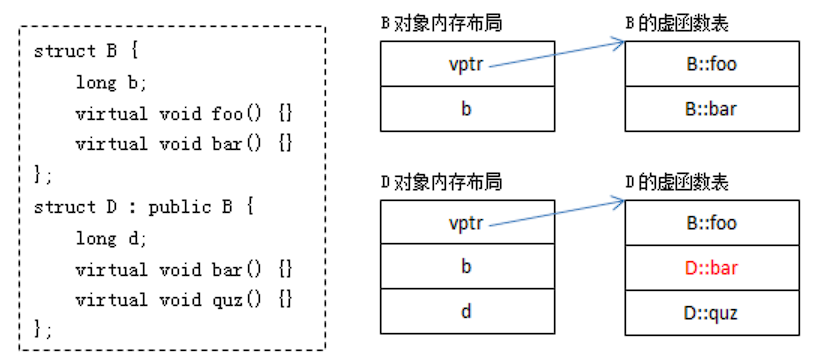 struct B {
    long b;
    virtual void foo() {}
    virtual void bar() {}
};
struct D : public B {
    long d;
    virtual void bar() {}
    virtual void quz() {}
};
B 对象内存布局
vptr
b
B 的虚函数表
B::foo
B::bar
D 对象内存布局
vptr
b
d
D 的虚函数表
B::foo
D::bar
D::quz